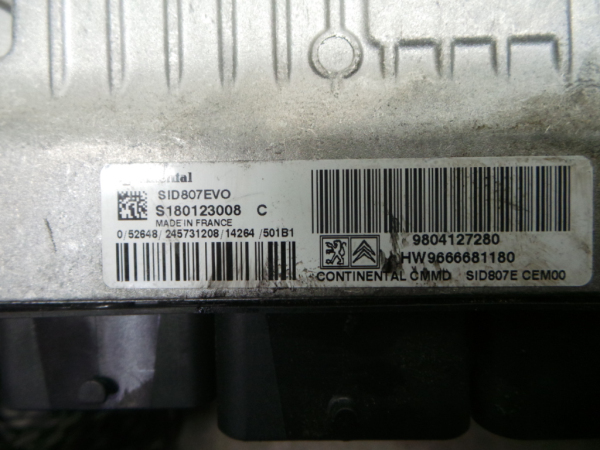 SID807EVO
S180123008 C
MADE IN FRANCE
0/52648/245731208/14264/501B1
9804127280
HW9666681180
CONTINENTAL CMMD SID807E CEM00